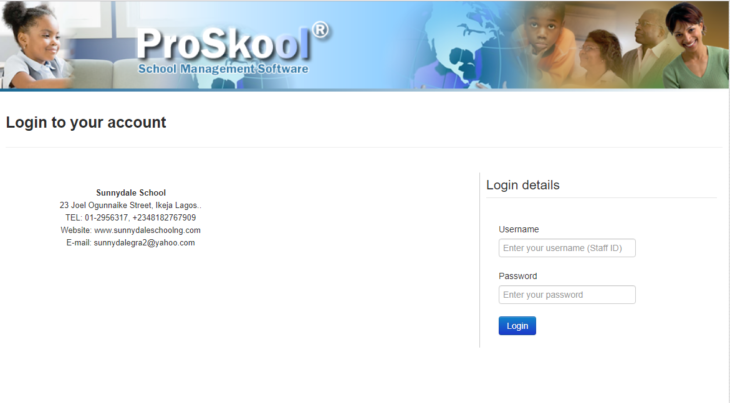 ProSkool®
School Management Software
Login to your account
Sunnydale School
23 Joel Ogunnaike Street, Ikeja Lagos..
TEL: 01-2956317, +2348182767909
Website: www.sunnydaleschoolng.com
E-mail: sunnydalegra2@yahoo.com
Login details
Username
Enter your username (Staff ID)
Password
Enter your password
Login